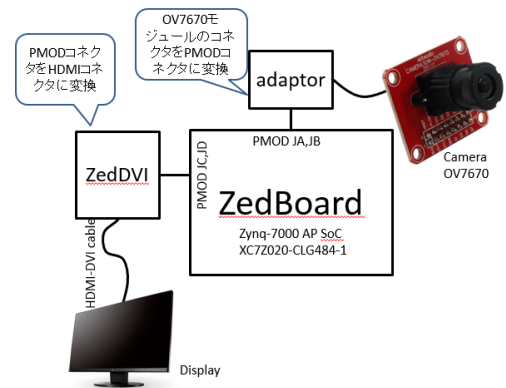 OV7670モ
ジュールのコネ
クタをPMODコ
ネクタに変換
PMODコネク
タをHDMIコネ
クタに変換
adaptor
PMOD JA,JB
Camera
OV7670
ZedDVI
PMOD JC,JD
ZedBoard
Zynq-7000 AP SoC
XC7Z020-CLG484-1
HDMI-DVI cable
Display